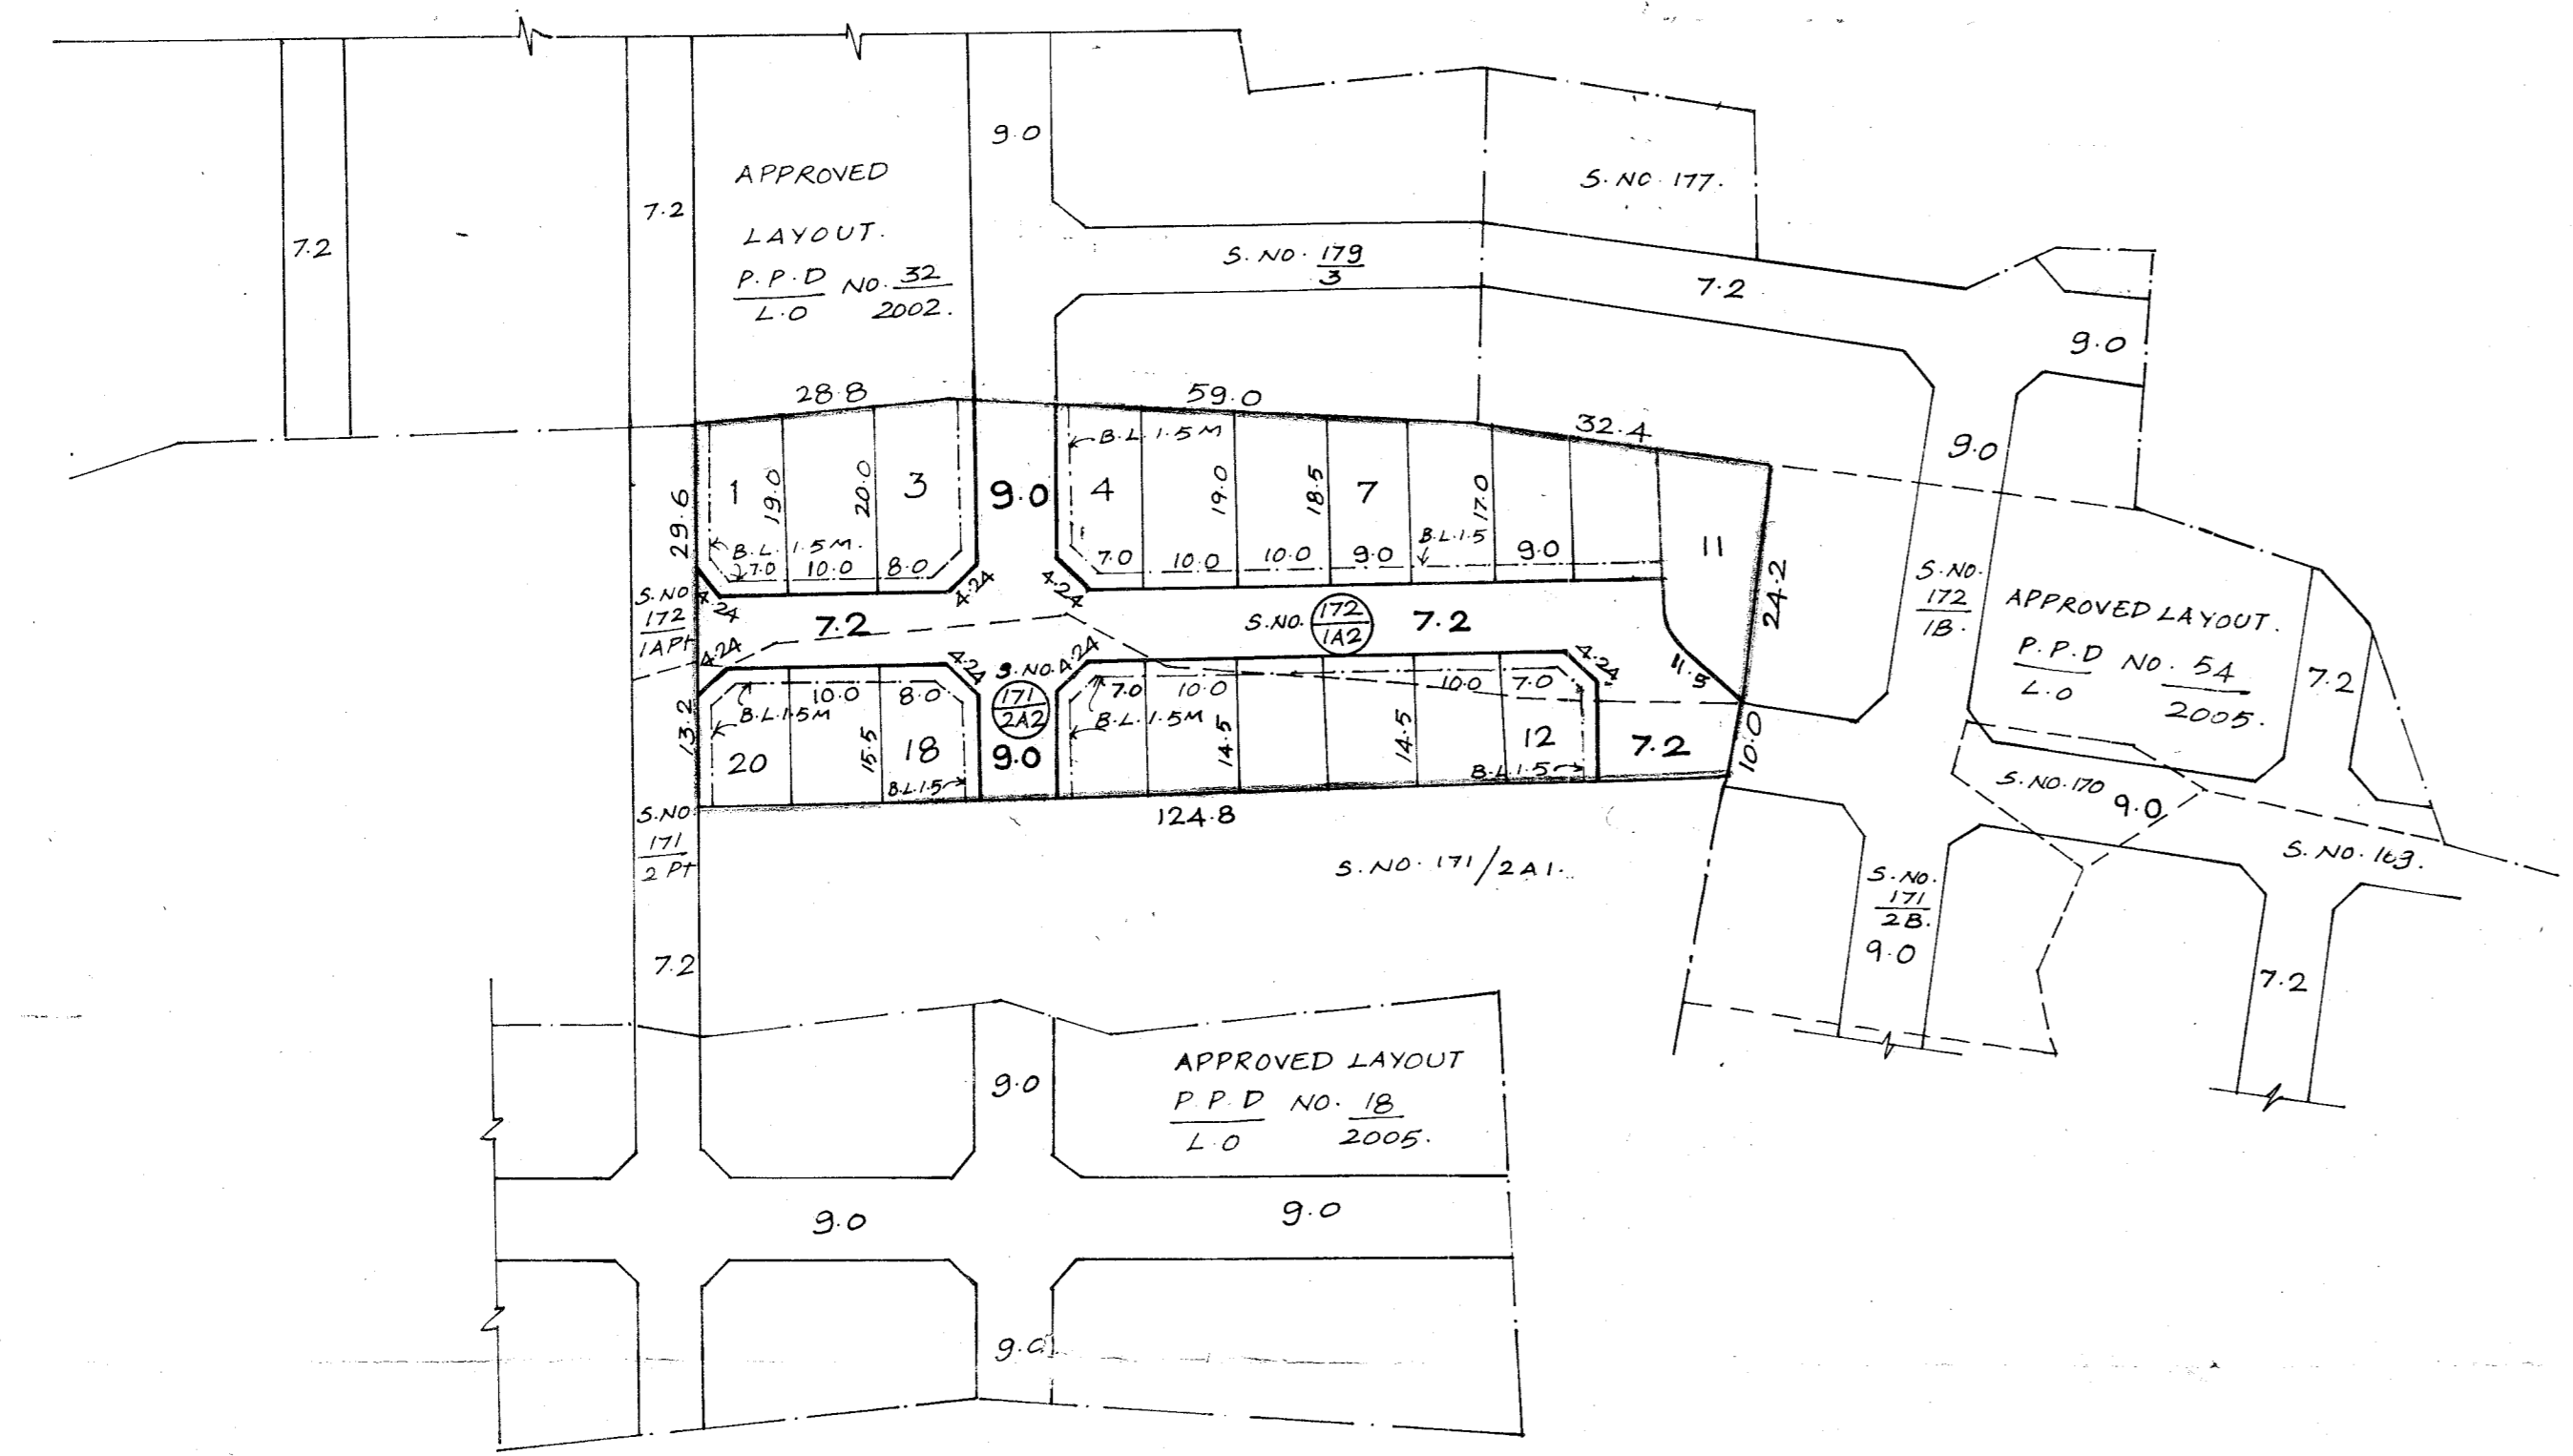 9.0
APPROVED
LAYOUT.
P.P.D NO. 32
L.O 2002.
7.2
7.2
S.NO. 177.
S.NO. 179
3
7.2
9.0
9.0
28.8
59.0
32.4
B.L. 1.5 M
29.6
1
19.0
20.0
3
9.0
4
19.0
18.5
7
17.0
11
24.2
B.L. 1.5 M.
7.0
10.0
8.0
7.0
10.0
10.0
9.0
B.L.1.5
9.0
4.24
4.24
4.24
S.NO
172
1APt
7.2
S.NO. 172
1A2
7.2
11.5
4.24
4.24
4.24
4.24
S.NO.
171
2A2
9.0
13.2
20
B.L.1.5M
10.0
8.0
15.5
18
B.L.1.5
7.0
10.0
B.L.1.5M
14.5
14.5
10.0
7.0
12
B.L.1.5
7.2
10.0
124.8
S.NO
171
2 Pt
7.2
S.NO. 171/2A1.
S.NO.
172
1B.
APPROVED LAYOUT.
P.P.D NO. 54
L.O 2005.
7.2
S.NO.170
9.0
S.NO. 169.
S.NO.
171
2B.
9.0
7.2
9.0
APPROVED LAYOUT
P.P.D NO. 18
L.O 2005.
9.0
9.0
9.0